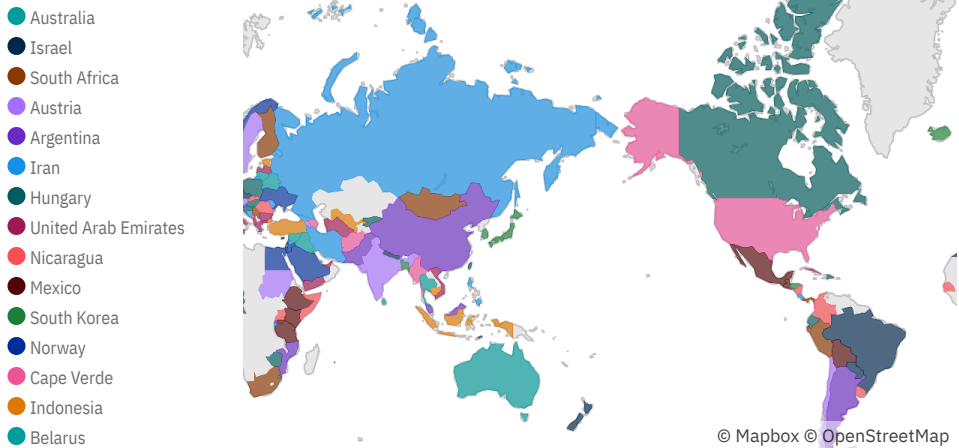 Australia
Israel
South Africa
Austria
Argentina
Iran
Hungary
United Arab Emirates
Nicaragua
Mexico
South Korea
Norway
Cape Verde
Indonesia
Belarus
© Mapbox © OpenStreetMap